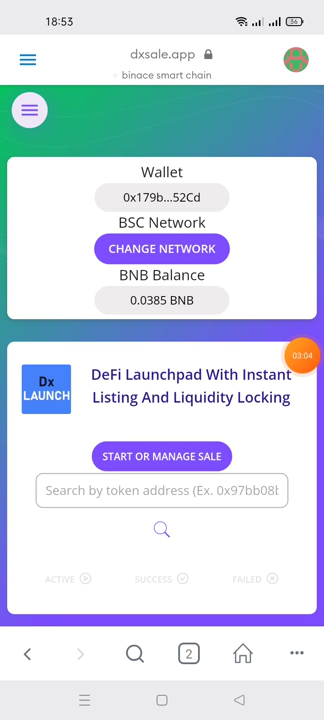 18:53
36
dxsale.app
binace smart chain
Wallet
0x179b...52Cd
BSC Network
CHANGE NETWORK
BNB Balance
0.0385 BNB
03:04
Dx
LAUNCH
DeFi Launchpad With Instant
Listing And Liquidity Locking
START OR MANAGE SALE
Search by token address (Ex. 0x97bb08b
ACTIVE
SUCCESS
FAILED
2